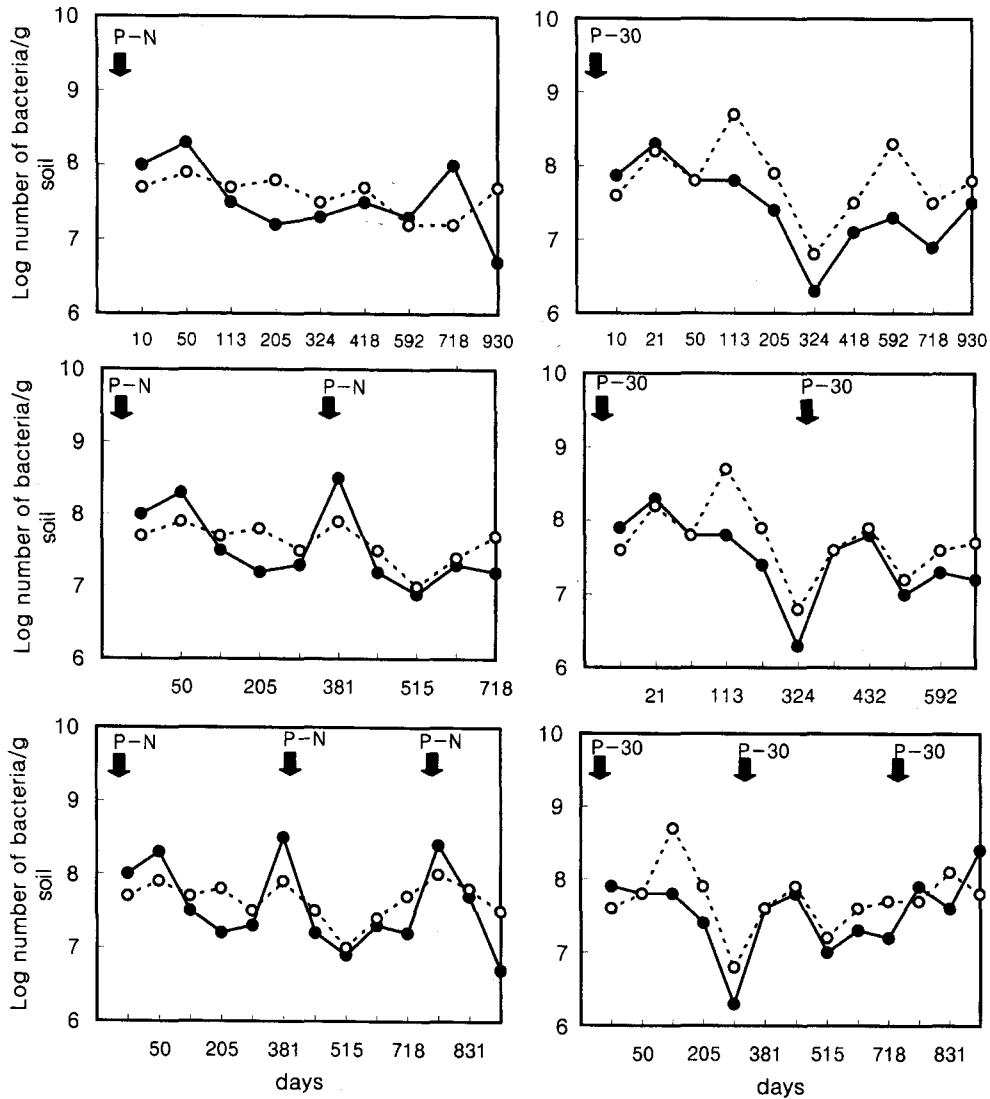 10
P-N
9
8
7
6
Log number of bacteria/g
soil
10 50 113 205 324 418 592 718 930
10
P-30
9
8
7
6
10 21 50 113 205 324 418 592 718 930
10
P-N P-N
9
8
7
6
Log number of bacteria/g
soil
50 205 381 515 718
10
P-30 P-30
9
8
7
6
21 113 324 432 592
10
P-N P-N P-N
9
8
7
6
Log number of bacteria/g
soil
50 205 381 515 718 831
days
10
P-30 P-30 P-30
9
8
7
6
50 205 381 515 718 831
days